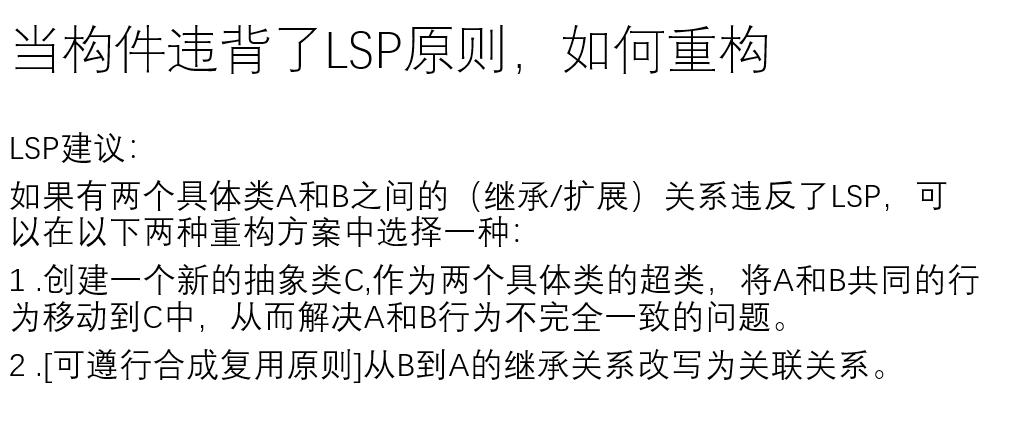 当构件违背了LSP原则，如何重构
LSP建议：
如果有两个具体类A和B之间的（继承/扩展）关系违反了LSP，可
以在以下两种重构方案中选择一种：
1 .创建一个新的抽象类C,作为两个具体类的超类，将A和B共同的行
为移动到C中，从而解决A和B行为不完全一致的问题。
2 .[可遵行合成复用原则]从B到A的继承关系改写为关联关系。